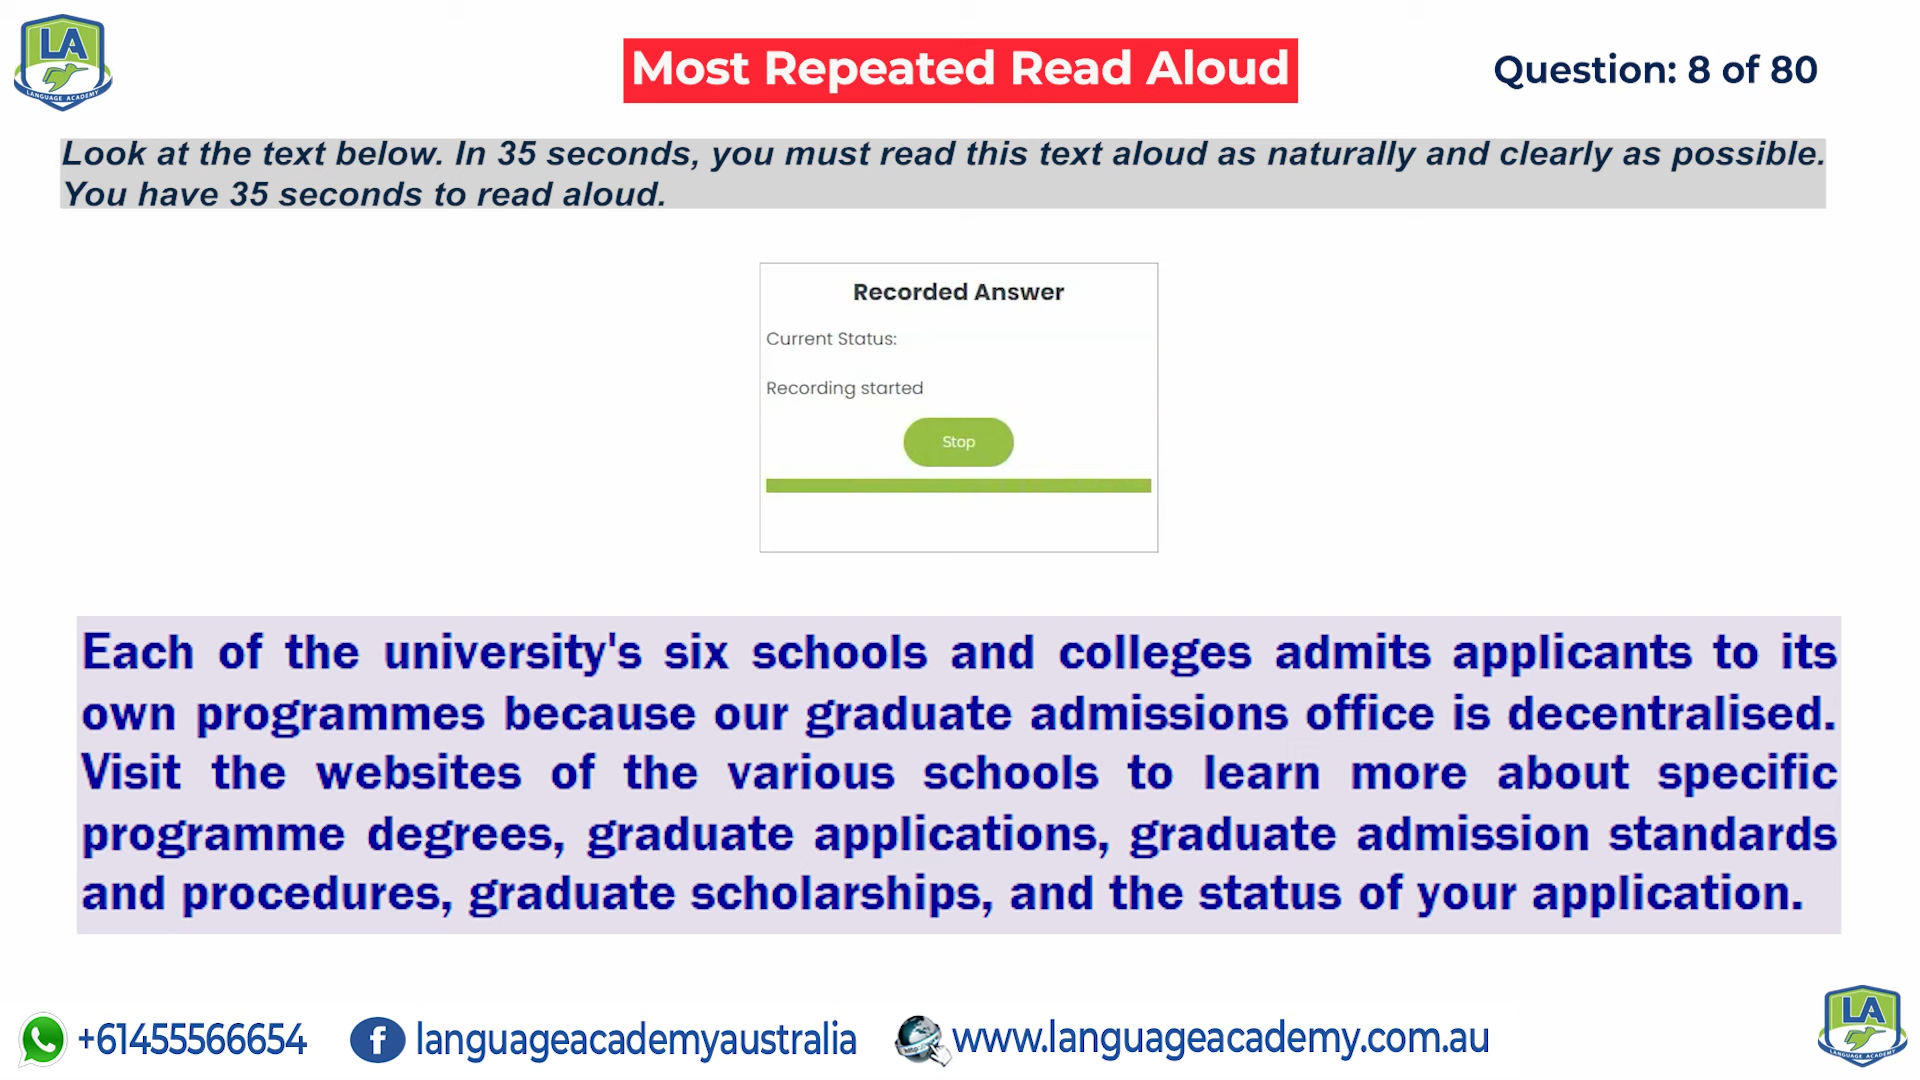 LA
LANGUAGE ACADEMY
Most Repeated Read Aloud
Question: 8 of 80
Look at the text below. In 35 seconds, you must read this text aloud as naturally and clearly as possible.
You have 35 seconds to read aloud.
Recorded Answer
Current Status:
Recording started
Stop
Each of the university's six schools and colleges admits applicants to its
own programmes because our graduate admissions office is decentralised.
Visit the websites of the various schools to learn more about specific
programme degrees, graduate applications, graduate admission standards
and procedures, graduate scholarships, and the status of your application.
+61455566654
languageacademyaustralia
www.languageacademy.com.au
LA
LANGUAGE ACADEMY